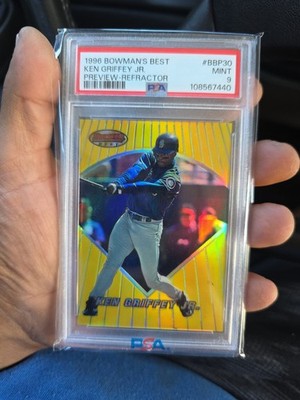 1996 BOWMAN'S BEST #BBP30
KEN GRIFFEY JR. MINT
PREVIEW-REFRACTOR 9
PSA 108567440
KEN GRIFFEY JR.
PSA